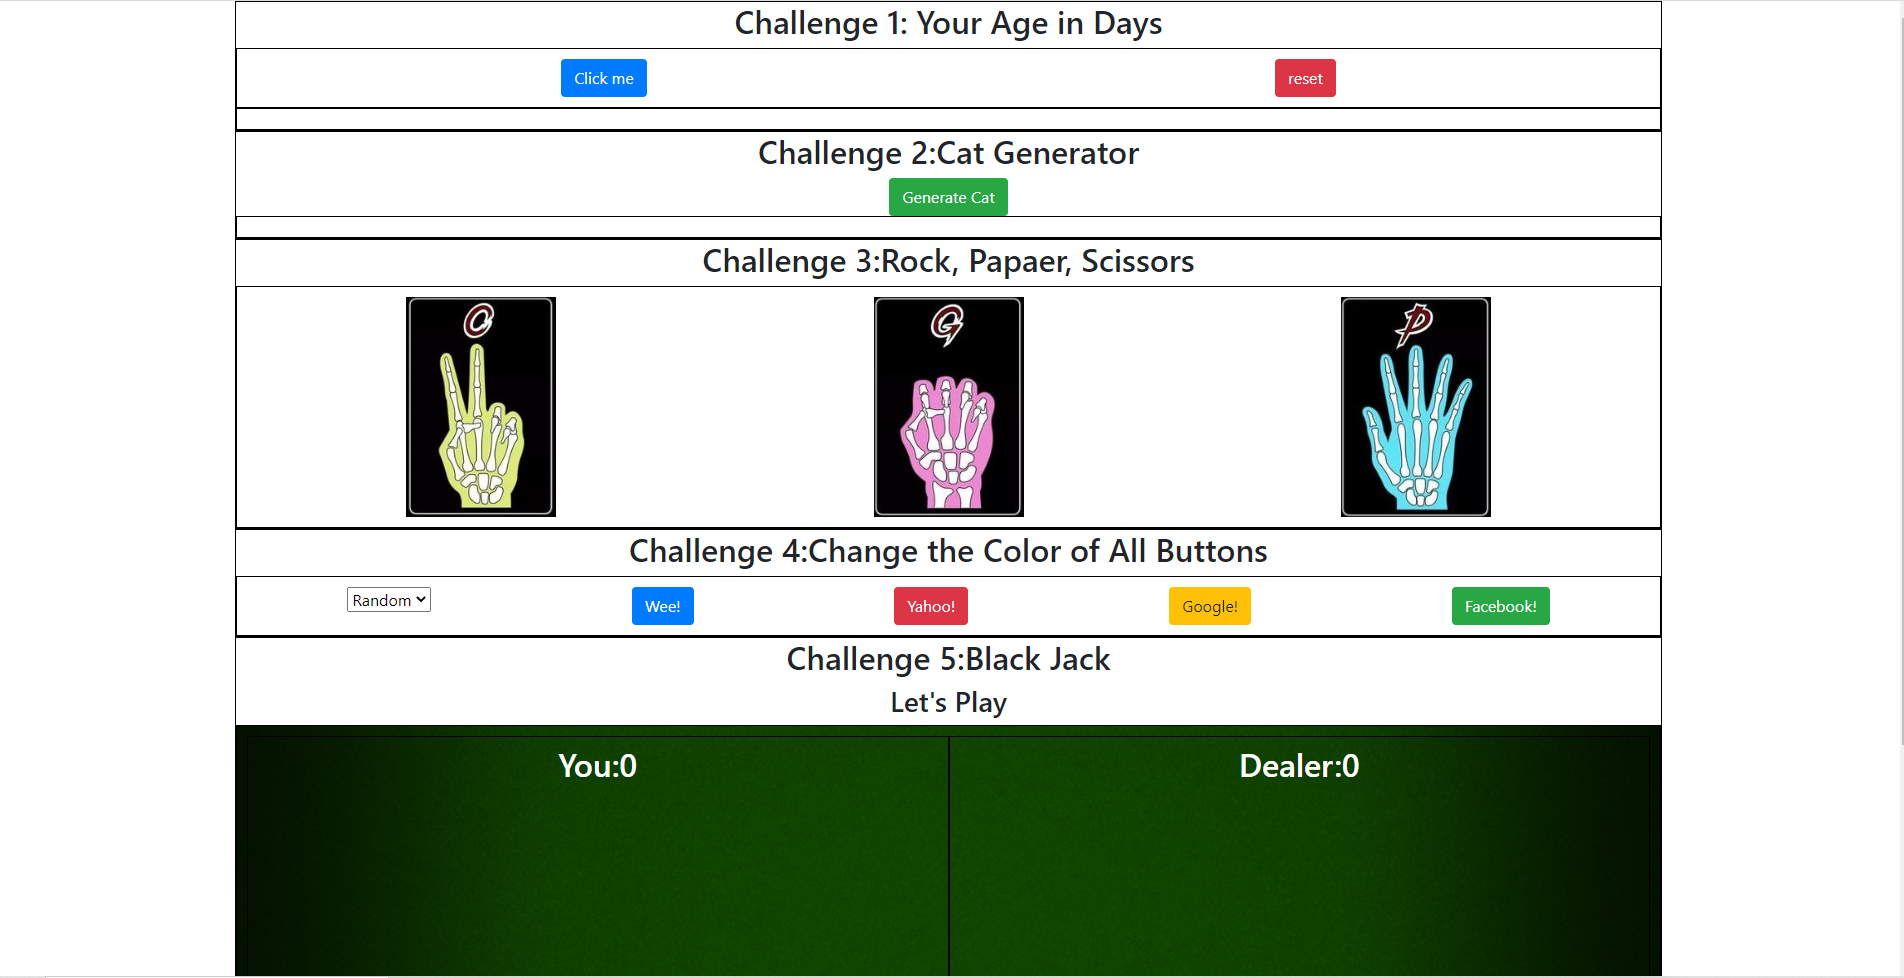 Challenge 1: Your Age in Days
Click me reset
Challenge 2:Cat Generator
Generate Cat
Challenge 3:Rock, Papaer, Scissors
C G P
Challenge 4:Change the Color of All Buttons
Random Wee! Yahoo! Google! Facebook!
Challenge 5:Black Jack
Let's Play
You:0 Dealer:0